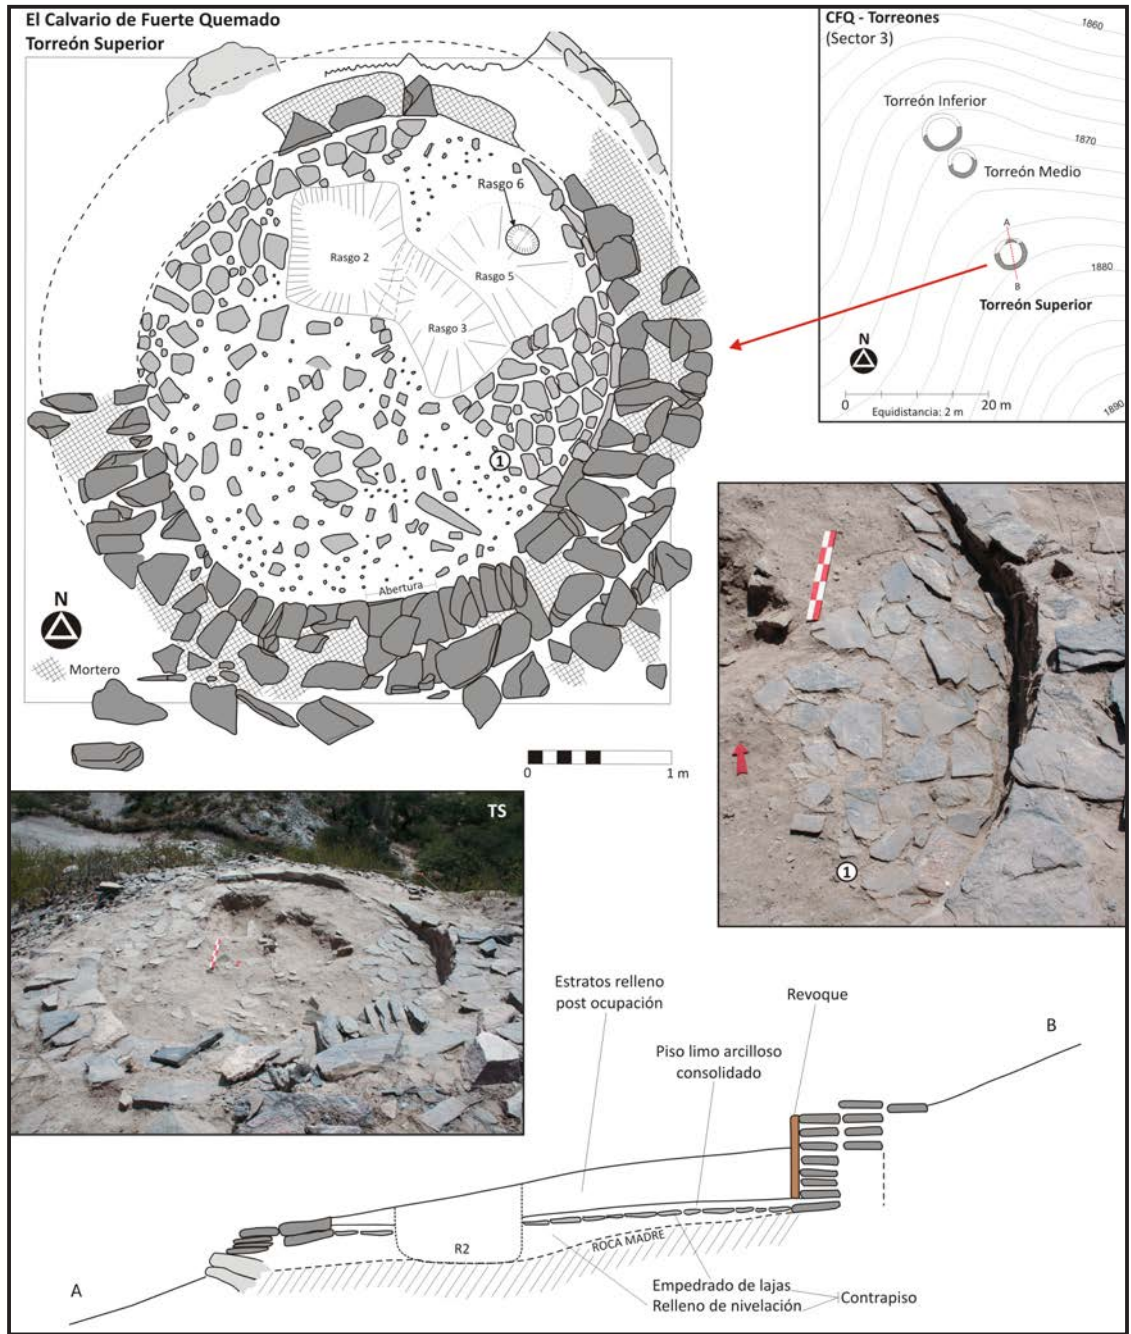 El Calvario de Fuerte Quemado
Torreón Superior
Rasgo 6
Rasgo 2
Rasgo 5
Rasgo 3
1
Abertura
N
Mortero
0
1 m
CFQ - Torreones
(Sector 3)
1860
Torreón Inferior
1870
Torreón Medio
A
1880
B
Torreón Superior
N
0
20 m
Equidistancia: 2 m
1890
1
TS
Estratos relleno
post ocupación
Revoque
B
Piso limo arcilloso
consolidado
R2
ROCA MADRE
A
Empedrado de lajas
Relleno de nivelación
Contrapiso